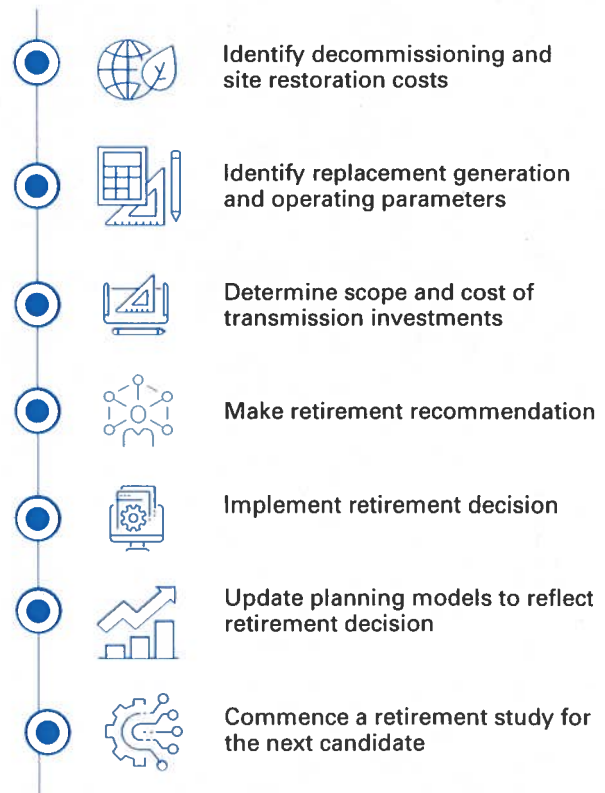 Identify decommissioning and
site restoration costs
Identify replacement generation
and operating parameters
Determine scope and cost of
transmission investments
Make retirement recommendation
Implement retirement decision
Update planning models to reflect
retirement decision
Commence a retirement study for
the next candidate